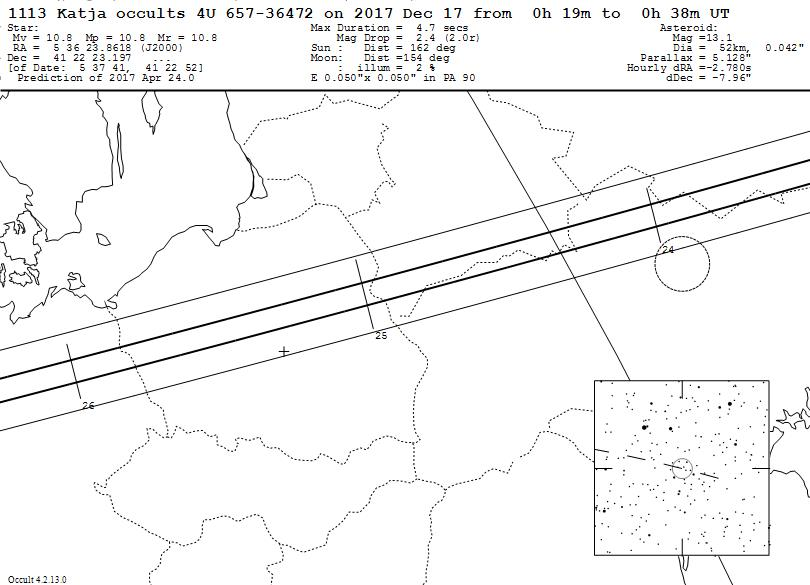 1113 Katja occults 4U 657-36472 on 2017 Dec 17 from 0h 19m to 0h 38m UT
Star:
Mv = 10.8 Mp = 10.8 Mr = 10.8
RA = 5 36 23.8618 (J2000)
Dec = 41 22 23.197 ...
[of Date: 5 37 41, 41 22 52]
Prediction of 2017 Apr 24.0
Max Duration = 4.7 secs
Mag Drop = 2.4 (2.0r)
Sun : Dist = 162 deg
Moon: Dist =154 deg
: illum = 2 %
E 0.050"x 0.050" in PA 90
Asteroid:
Mag =13.1
Dia = 52km, 0.042"
Parallax = 5.128"
Hourly dRA =-2.780s
dDec = -7.96"
24
25
26
Occult 4.2.13.0